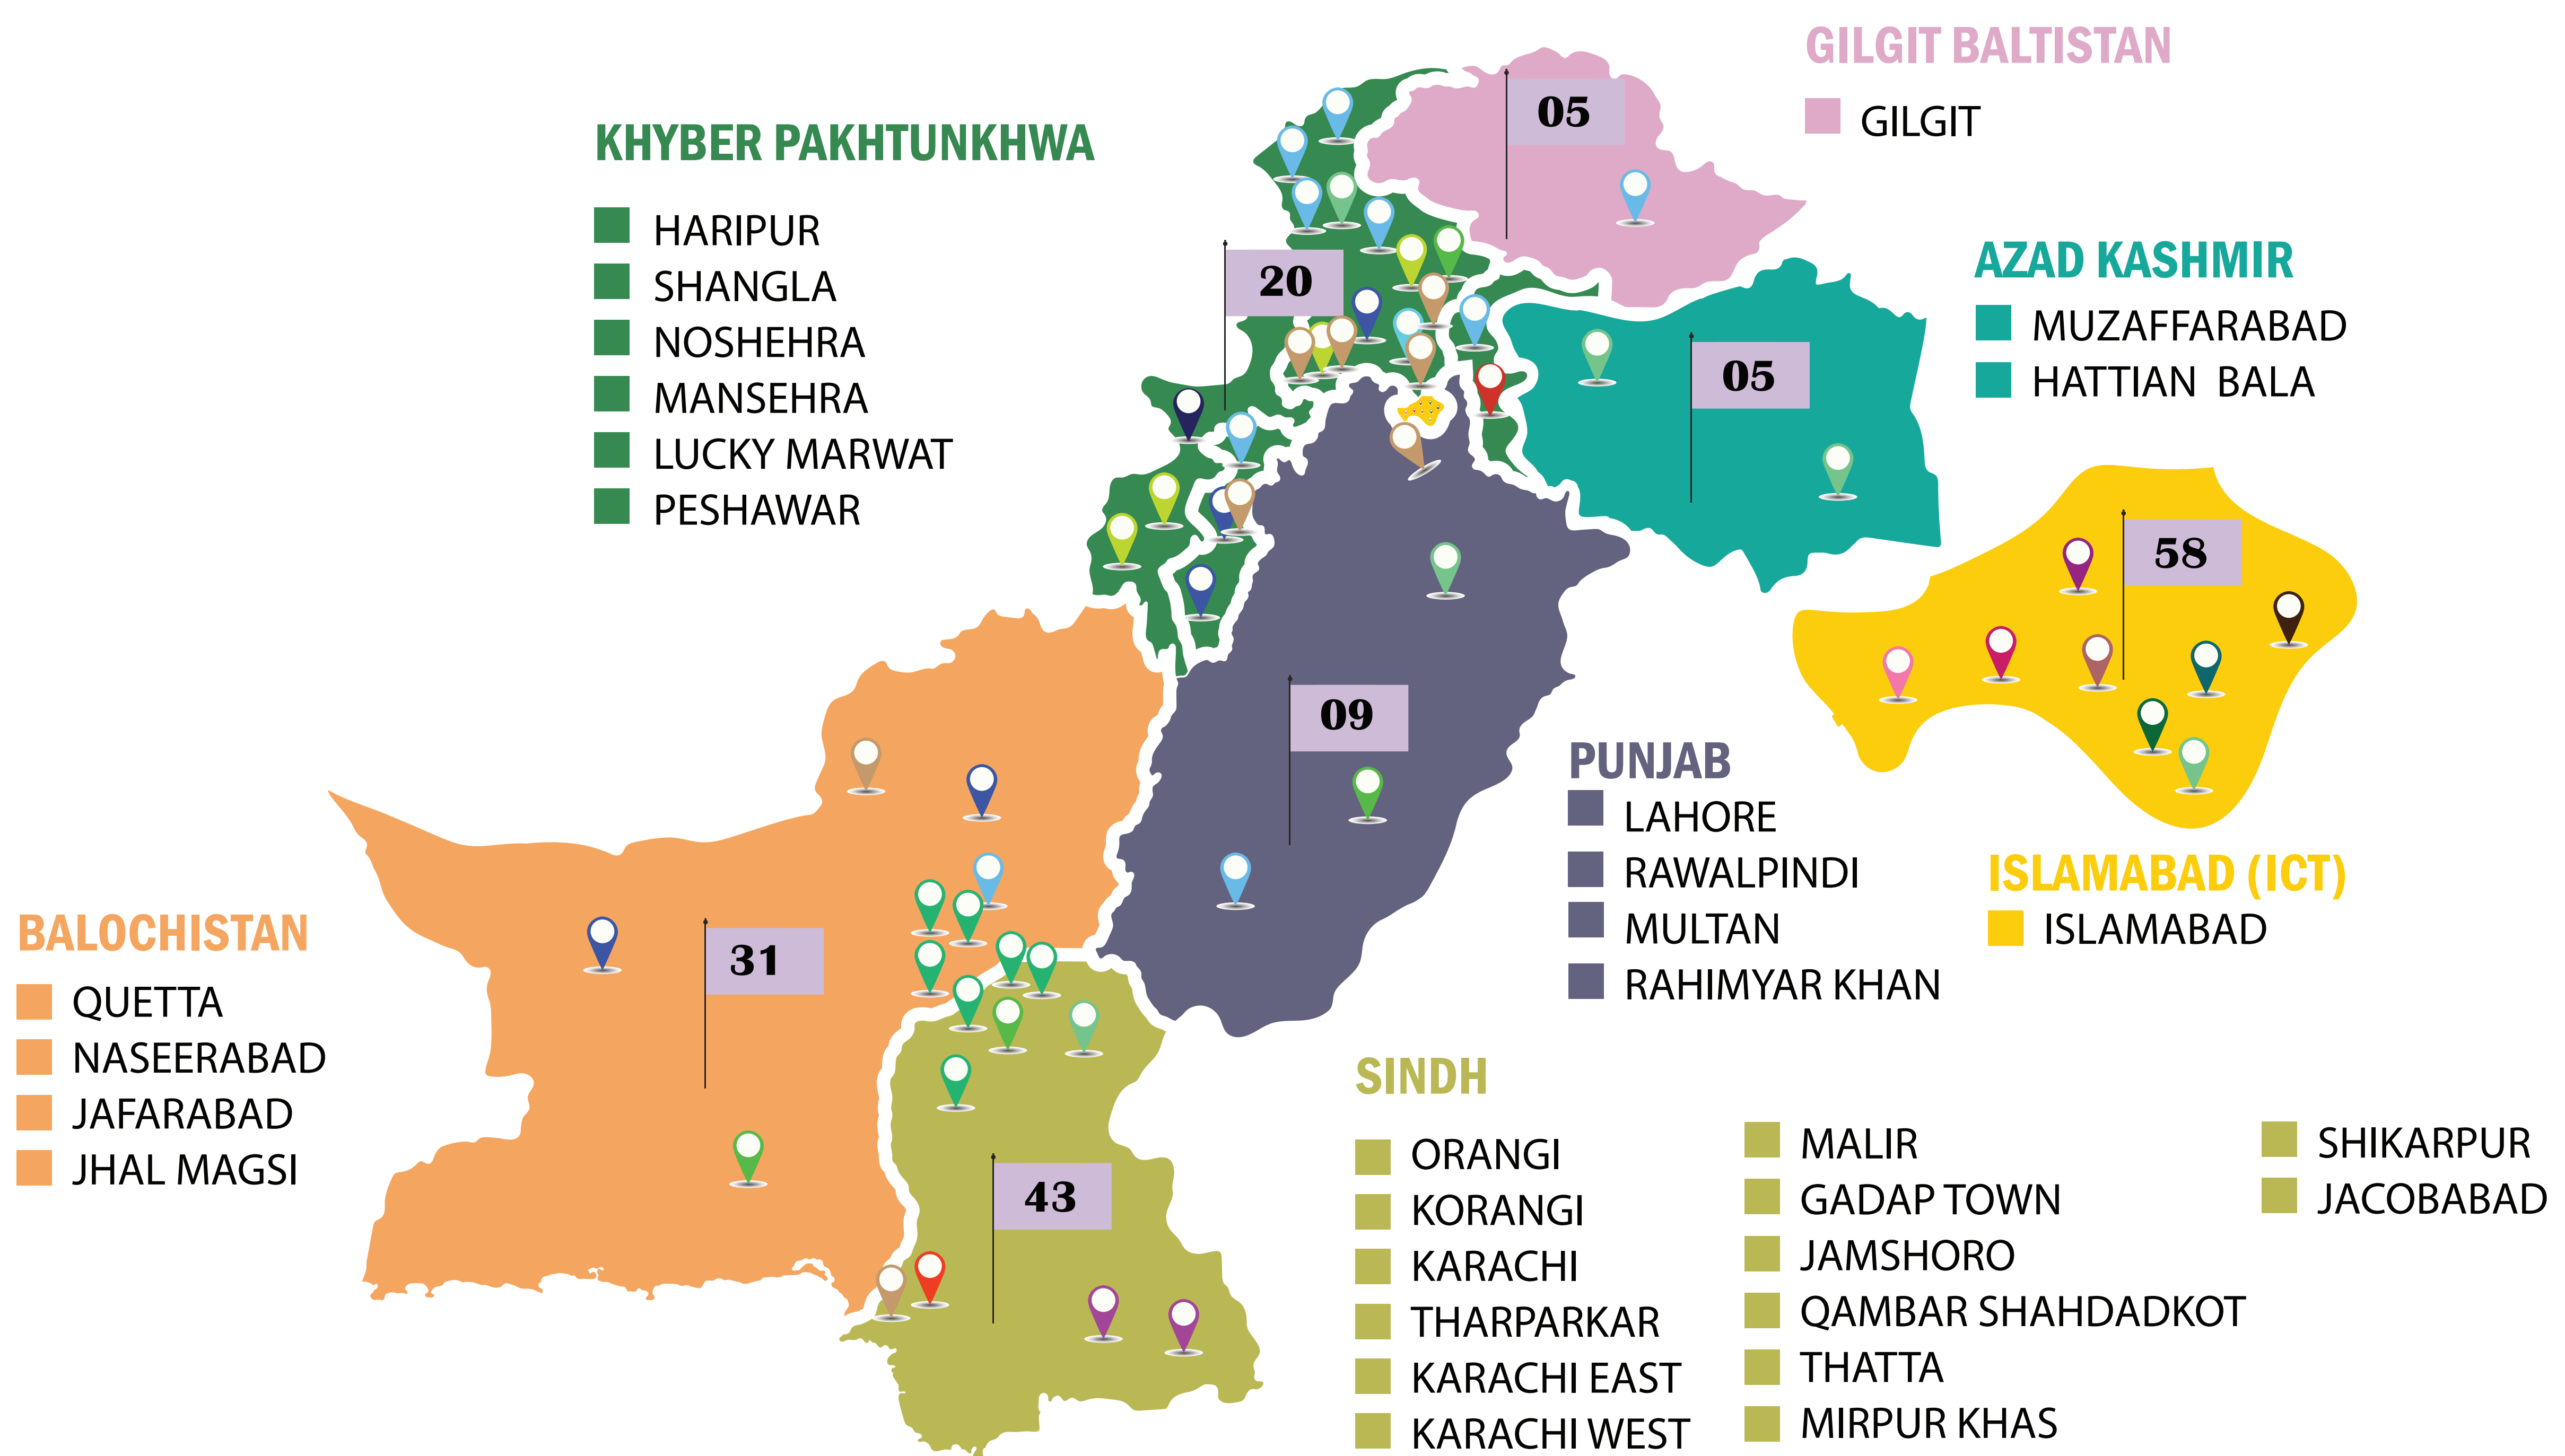 GILGIT BALTISTAN
GILGIT
05
KHYBER PAKHTUNKHWA
HARIPUR
SHANGLA
NOSHEHRA
MANSEHRA
LUCKY MARWAT
PESHAWAR
20
AZAD KASHMIR
MUZAFFARABAD
HATTIAN BALA
05
58
ISLAMABAD (ICT)
ISLAMABAD
09
PUNJAB
LAHORE
RAWALPINDI
MULTAN
RAHIMYAR KHAN
31
BALOCHISTAN
QUETTA
NASEERABAD
JAFARABAD
JHAL MAGSI
43
SINDH
ORANGI
KORANGI
KARACHI
THARPARKAR
KARACHI EAST
KARACHI WEST
MALIR
GADAP TOWN
JAMSHORO
QAMBAR SHAHDADKOT
THATTA
MIRPUR KHAS
SHIKARPUR
JACOBABAD